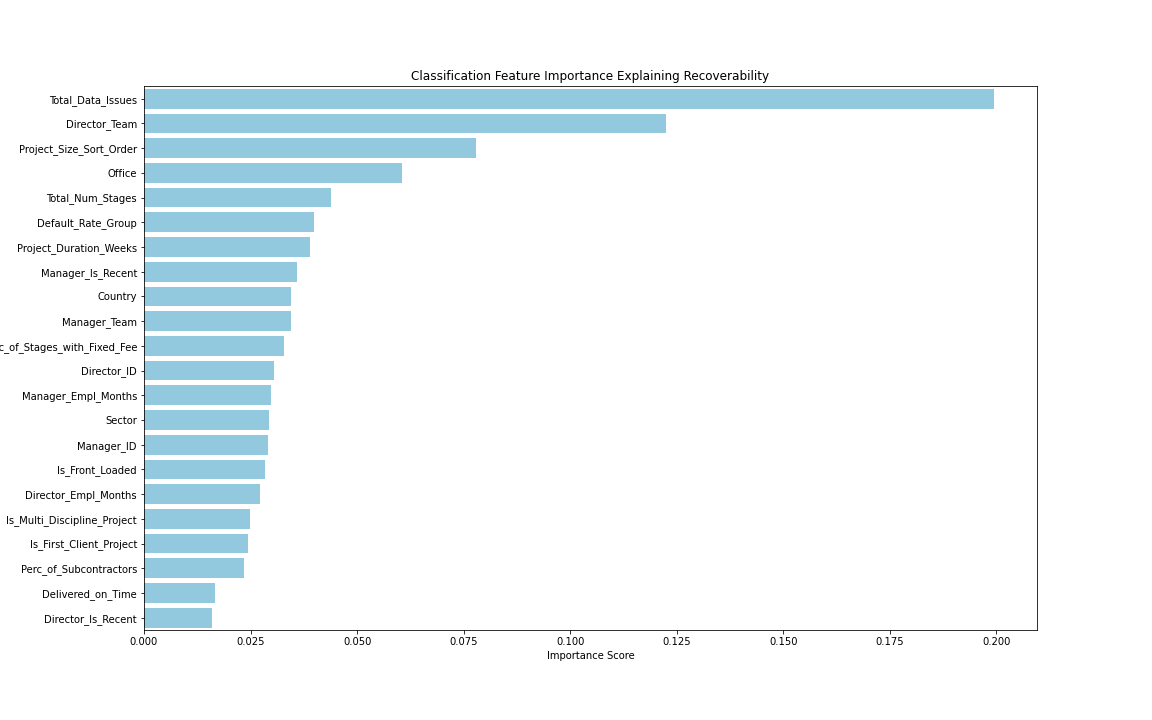 Classification Feature Importance Explaining Recoverability
Total_Data_Issues
Director_Team
Project_Size_Sort_Order
Office
Total_Num_Stages
Default_Rate_Group
Project_Duration_Weeks
Manager_Is_Recent
Country
Manager_Team
c_of_Stages_with_Fixed_Fee
Director_ID
Manager_Empl_Months
Sector
Manager_ID
Is_Front_Loaded
Director_Empl_Months
Is_Multi_Discipline_Project
Is_First_Client_Project
Perc_of_Subcontractors
Delivered_on_Time
Director_Is_Recent
0.000 0.025 0.050 0.075 0.100 0.125 0.150 0.175 0.200
Importance Score